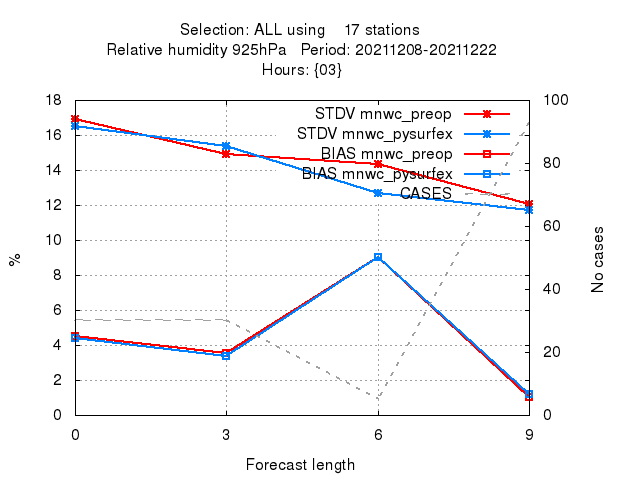 Selection: ALL using    17 stations
Relative humidity 925hPa   Period: 20211208-20211222
Hours: {03}
18
16
14
12
10
8
6
4
2
0
100
80
60
40
20
0
%
No cases
STDV mnwc_preop
STDV mnwc_pysurfex
BIAS mnwc_preop
BIAS mnwc_pysurfex
CASES
0 3 6 9
Forecast length